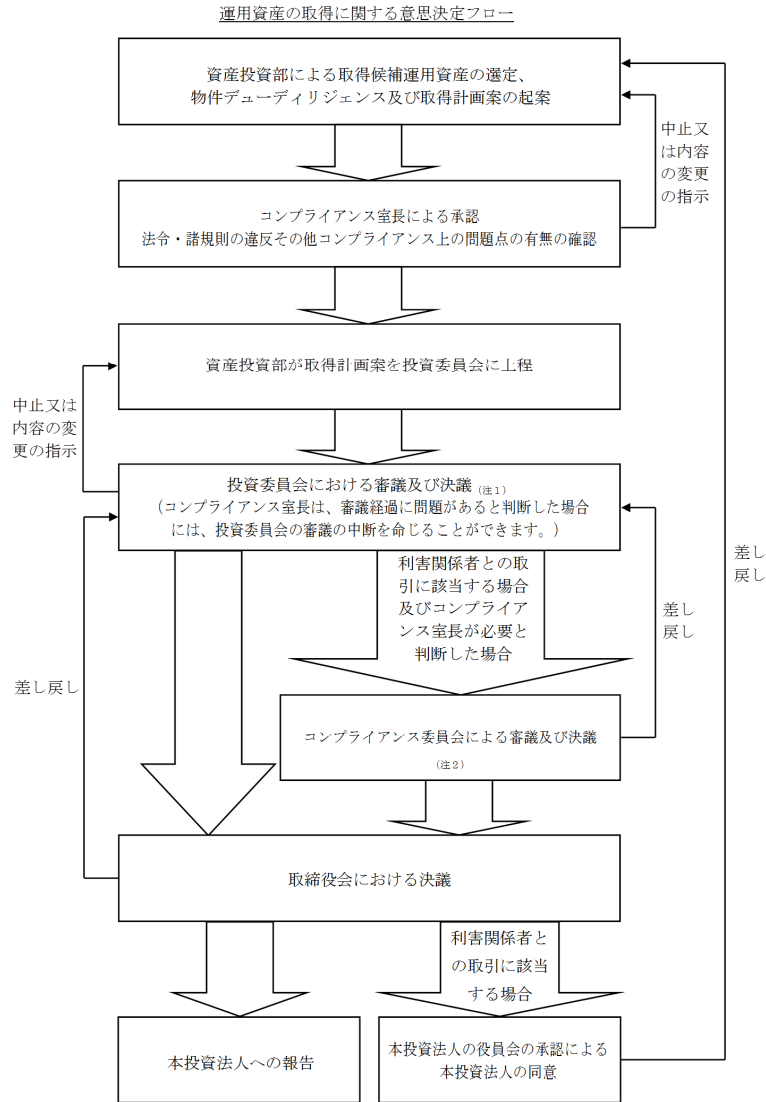 運用資産の取得に関する意思決定フロー
資産投資部による取得候補運用資産の選定、
物件デューディリジェンス及び取得計画案の起案
中止又
は内容
の変更
の指示
コンプライアンス室長による承認
法令・諸規則の違反その他コンプライアンス上の問題点の有無の確認
資産投資部が取得計画案を投資委員会に上程
中止又は
内容の変
更の指示
投資委員会における審議及び決議(注1)
(コンプライアンス室長は、審議経過に問題があると判断した場合
には、投資委員会の審議の中断を命じることができます。)
利害関係者との取
引に該当する場合
及びコンプライア
ンス室長が必要と
判断した場合
差し
戻し
差し
戻し
差し戻し
コンプライアンス委員会による審議及び決議
(注2)
取締役会における決議
利害関係者と
の取引に該当
する場合
本投資法人への報告
本投資法人の役員会の承認による
本投資法人の同意